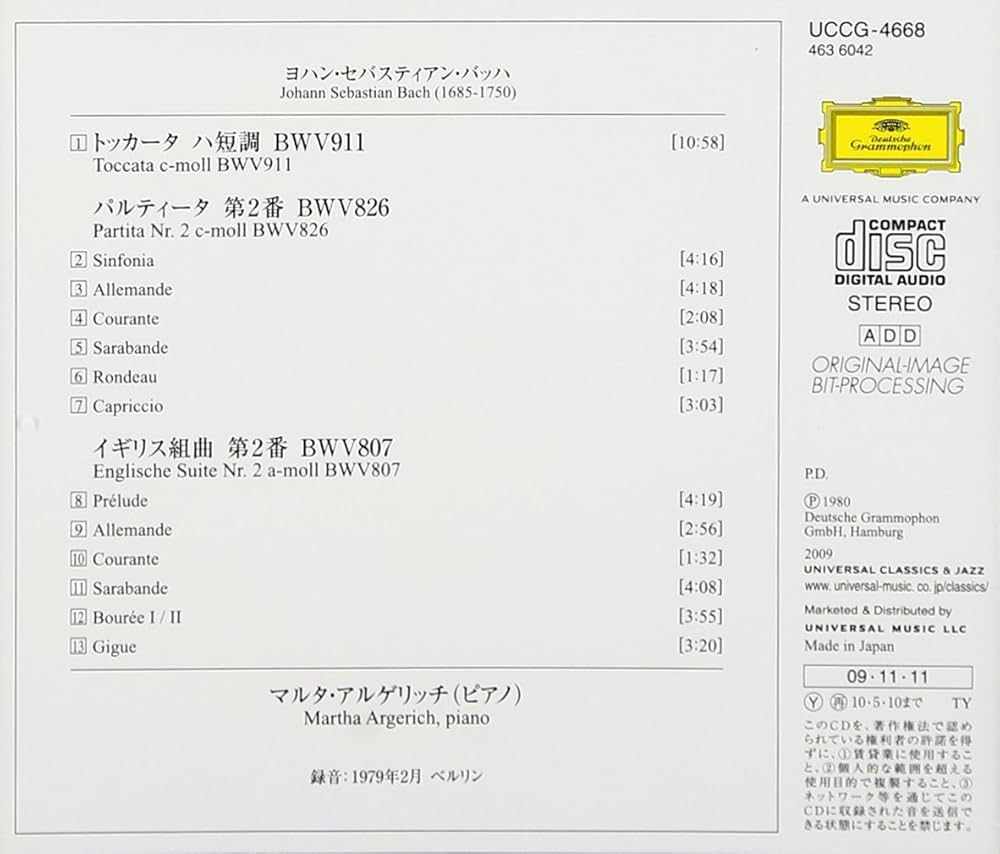 ヨハン・セバスティアン・バッハ
Johann Sebastian Bach (1685-1750)
1 トッカータ ハ短調 BWV911 [10:58]
Toccata c-moll BWV911
パルティータ 第2番 BWV826
Partita Nr. 2 c-moll BWV826
2 Sinfonia [4:16]
3 Allemande [4:18]
4 Courante [2:08]
5 Sarabande [3:54]
6 Rondeau [1:17]
7 Capriccio [3:03]
イギリス組曲 第2番 BWV807
Englische Suite Nr. 2 a-moll BWV807
8 Prélude [4:19]
9 Allemande [2:56]
10 Courante [1:32]
11 Sarabande [4:08]
12 Bourée I / II [3:55]
13 Gigue [3:20]
マルタ・アルゲリッチ(ピアノ)
Martha Argerich, piano
録音:1979年2月 ベルリン
UCCG-4668
463 6042
Deutsche
Grammophon
A UNIVERSAL MUSIC COMPANY
COMPACT
disc
DIGITAL AUDIO
STEREO
ADD
ORIGINAL-IMAGE
BIT-PROCESSING
P.D.
Ⓟ1980
Deutsche Grammophon
GmbH, Hamburg
2009
UNIVERSAL CLASSICS & JAZZ
www. universal-music. co. jp/classics/
Marketed & Distributed by
UNIVERSAL MUSIC LLC
Made in Japan
09・11・11
Ⓨ ㊞10・5・10まで TY
このCDを、著作権法で認め
られている権利者の許諾を得
ずに、①賃貸業に使用するこ
と、②個人的な範囲を超える
使用目的で複製すること、③
ネットワーク等を通じてこの
CDに収録された音を送信で
きる状態にすることを禁じます。